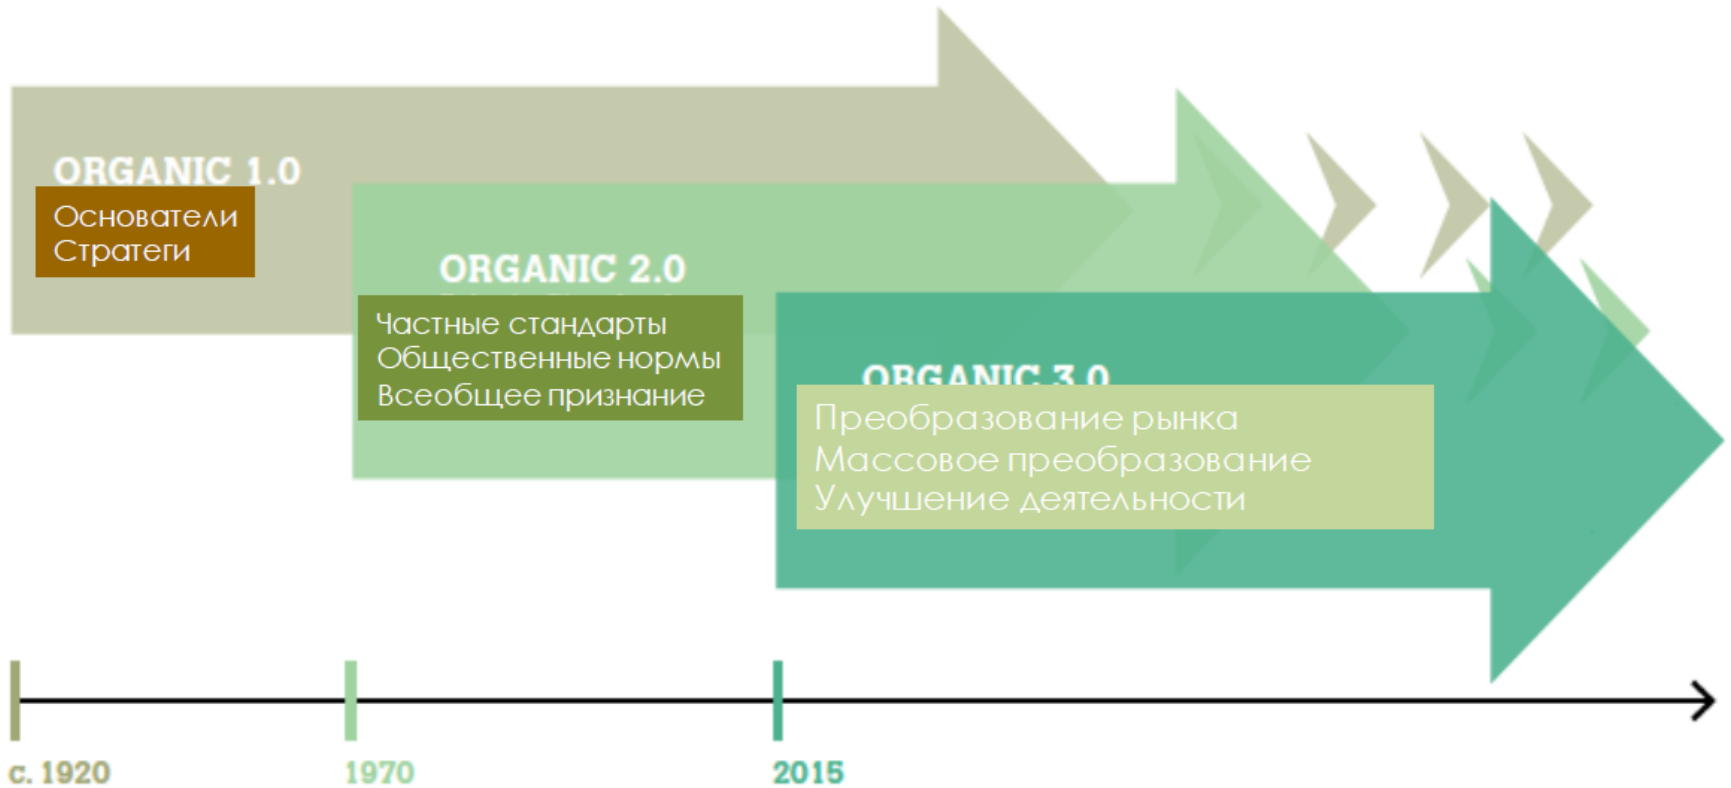 ORGANIC 1.0
Основатели
Стратеги
ORGANIC 2.0
Частные стандарты
Общественные нормы
Всеобщее признание
ORGANIC 3.0
Преобразование рынка
Массовое преобразование
Улучшение деятельности
c. 1920
1970
2015